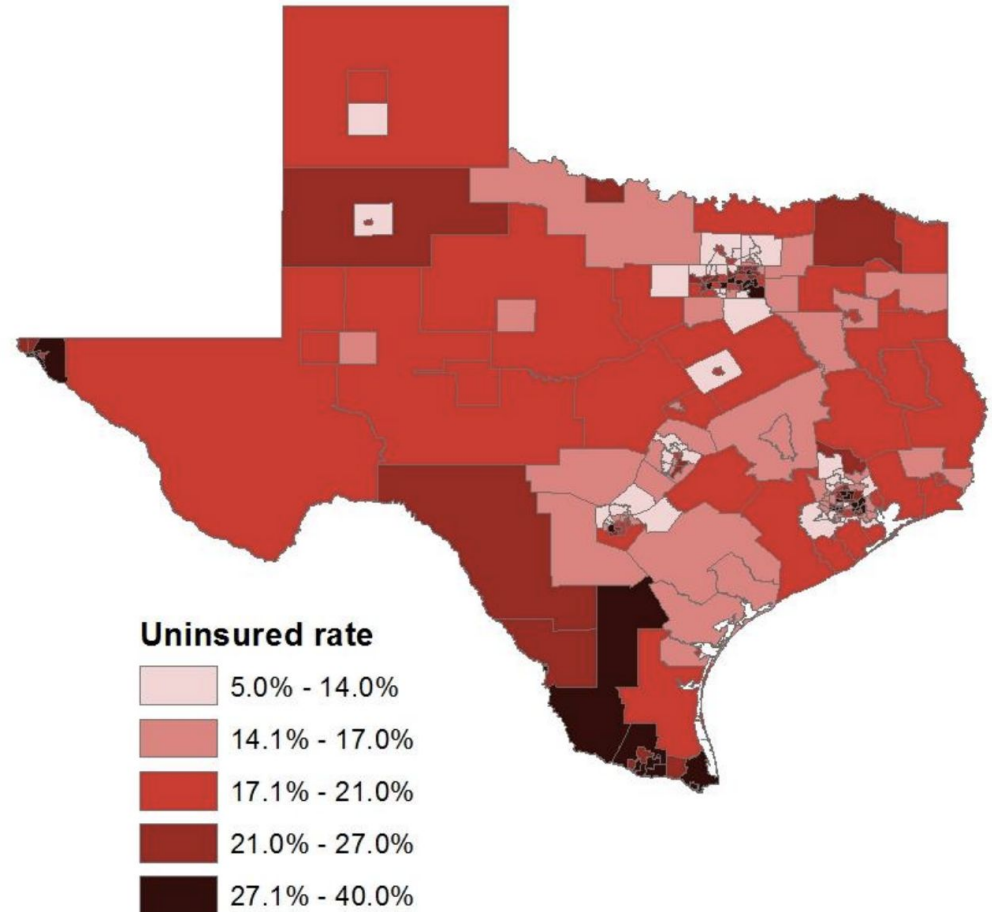 Uninsured rate
5.0% - 14.0%
14.1% - 17.0%
17.1% - 21.0%
21.0% - 27.0%
27.1% - 40.0%